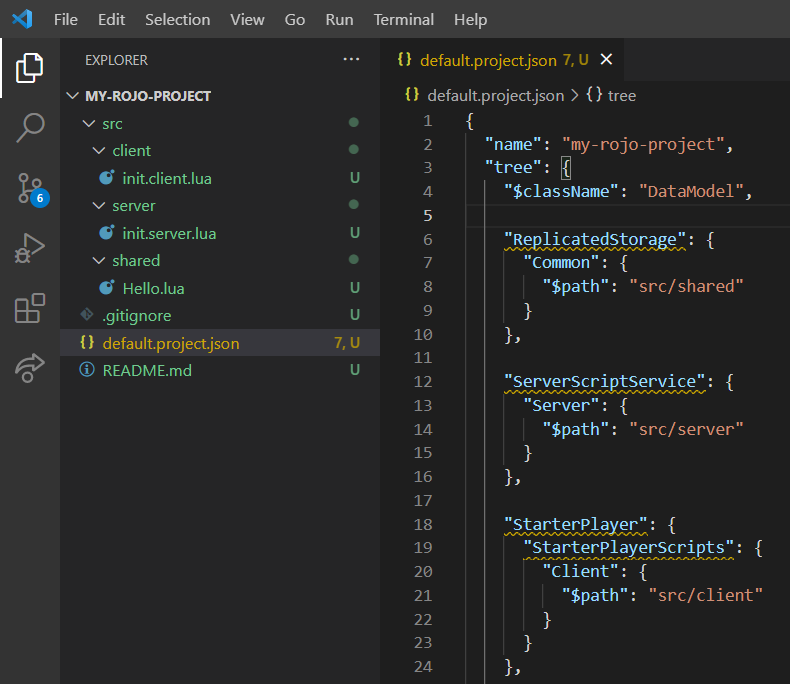 File Edit Selection View Go Run Terminal Help
EXPLORER ···
MY-ROJO-PROJECT
src
client
init.client.lua U
server
init.server.lua U
shared
Hello.lua U
.gitignore U
{} default.project.json 7, U
README.md U
6
{} default.project.json 7, U ×
{} default.project.json > {} tree
1 {
2 "name": "my-rojo-project",
3 "tree": {
4 "$className": "DataModel",
5
6 "ReplicatedStorage": {
7 "Common": {
8 "$path": "src/shared"
9 }
10 },
11
12 "ServerScriptService": {
13 "Server": {
14 "$path": "src/server"
15 }
16 },
17
18 "StarterPlayer": {
19 "StarterPlayerScripts": {
20 "Client": {
21 "$path": "src/client"
22 }
23 }
24 },